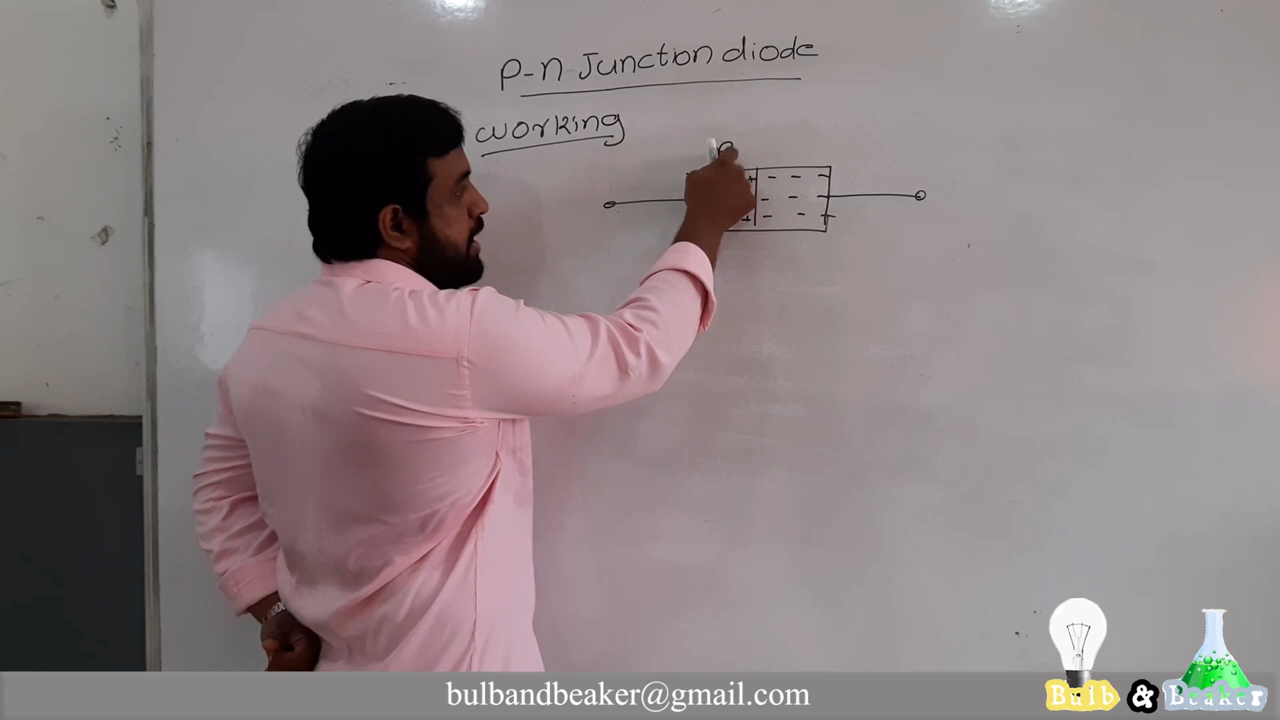 P-n Junction diode
working
P
+ - - -
- - -
+ - - -
bulbandbeaker@gmail.com
Bulb & Beaker